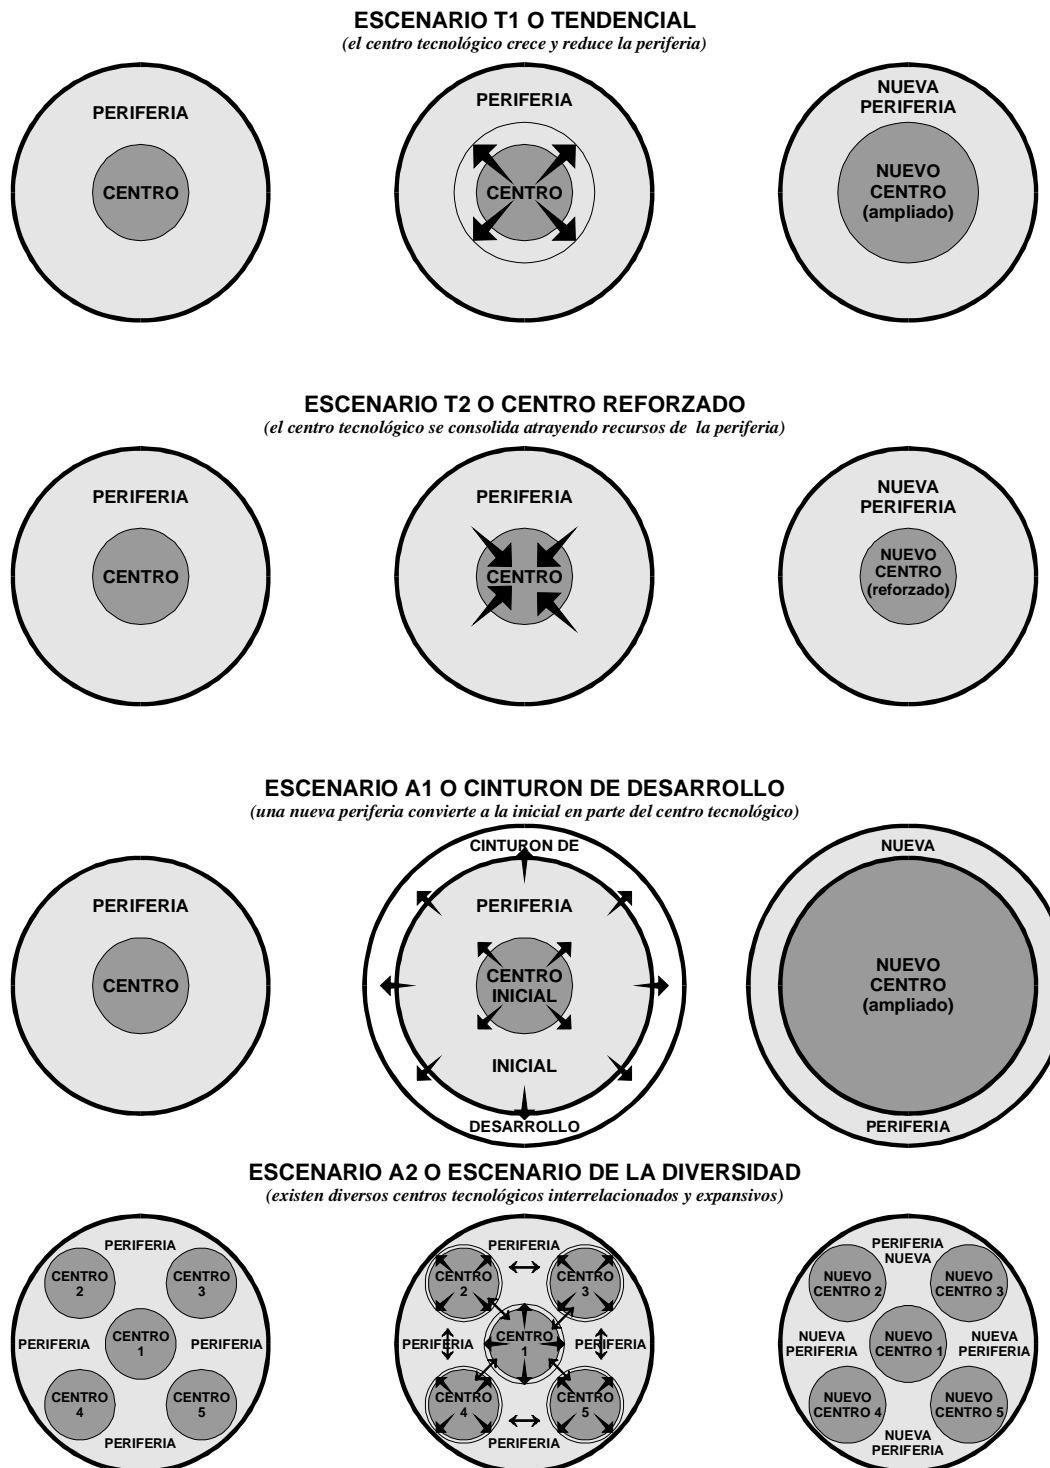 ESCENARIO T1 O TENDENCIAL
(el centro tecnológico crece y reduce la periferia)
PERIFERIA
CENTRO
PERIFERIA
CENTRO
NUEVA
PERIFERIA
NUEVO
CENTRO
(ampliado)
ESCENARIO T2 O CENTRO REFORZADO
(el centro tecnológico se consolida atrayendo recursos de la periferia)
PERIFERIA
CENTRO
PERIFERIA
CENTRO
NUEVA
PERIFERIA
NUEVO
CENTRO
(reforzado)
ESCENARIO A1 O CINTURON DE DESARROLLO
(una nueva periferia convierte a la inicial en parte del centro tecnológico)
PERIFERIA
CENTRO
CINTURON DE
PERIFERIA
CENTRO
INICIAL
INICIAL
DESARROLLO
NUEVA
NUEVO
CENTRO
(ampliado)
PERIFERIA
ESCENARIO A2 O ESCENARIO DE LA DIVERSIDAD
(existen diversos centros tecnológicos interrelacionados y expansivos)
PERIFERIA
CENTRO
2
CENTRO
3
PERIFERIA
CENTRO
1
PERIFERIA
CENTRO
4
CENTRO
5
PERIFERIA
PERIFERIA
CENTRO
2
CENTRO
3
PERIFERIA
CENTRO
1
PERIFERIA
CENTRO
4
CENTRO
5
PERIFERIA
PERIFERIA
NUEVA
NUEVO
CENTRO 2
NUEVO
CENTRO 3
NUEVA
PERIFERIA
NUEVO
CENTRO 1
NUEVA
PERIFERIA
NUEVO
CENTRO 4
NUEVO
CENTRO 5
NUEVA
PERIFERIA